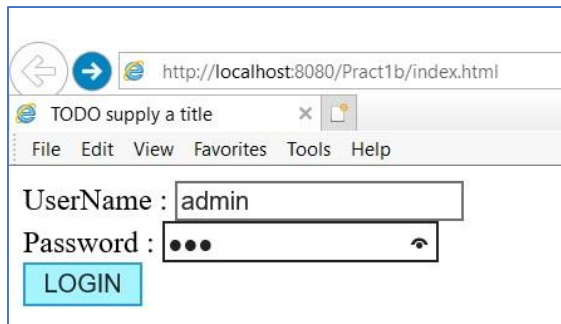 http://localhost:8080/Pract1b/index.html
TODO supply a title
File Edit View Favorites Tools Help
UserName : admin
Password : ●●●
LOGIN